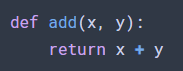 def add(x, y):
    return x + y